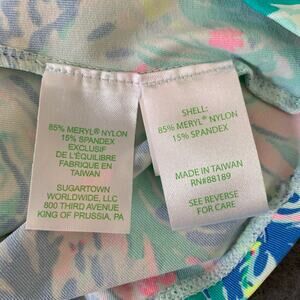 85% MERYL® NYLON
15% SPANDEX
EXCLUSIF
DE L'ÉQUILIBRE
FABRIQUE EN
TAIWAN
SUGARTOWN
WORLDWIDE, LLC
800 THIRD AVENUE
KING OF PRUSSIA, PA
SHELL:
85% MERYL® NYLON
15% SPANDEX
MADE IN TAIWAN
RN#88189
SEE REVERSE
FOR CARE